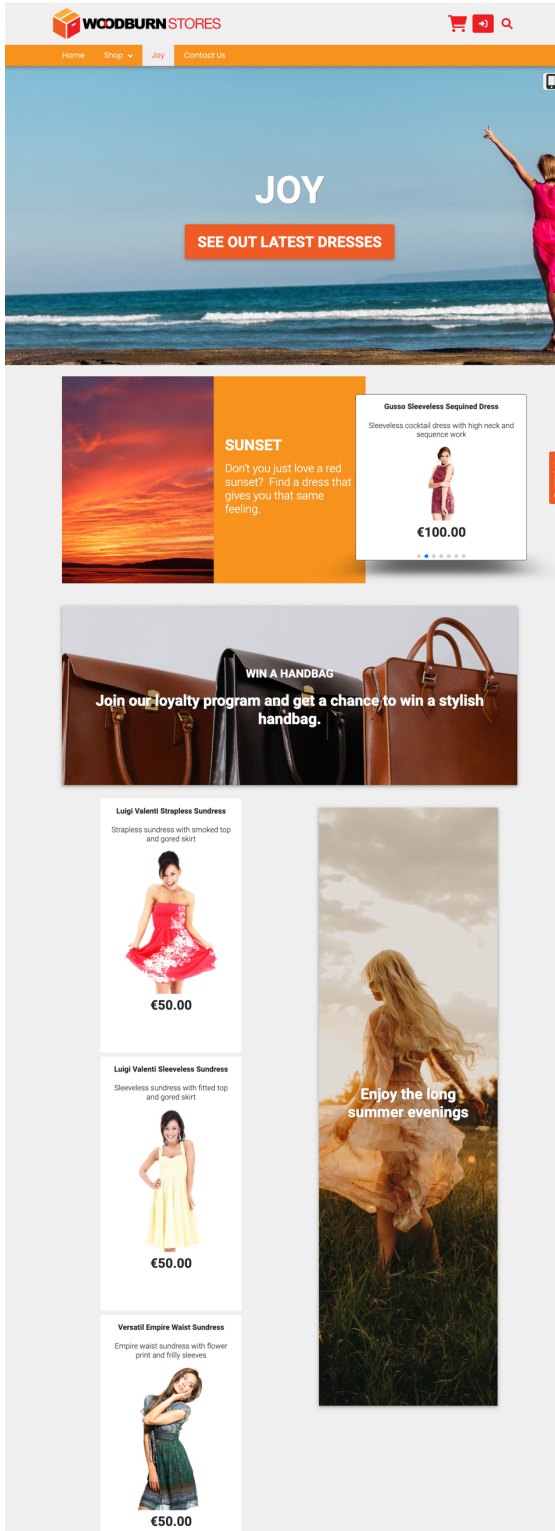 WOODBURN STORES
Home Shop Joy Contact Us
JOY
SEE OUT LATEST DRESSES
SUNSET
Don't you just love a red
sunset? Find a dress that
gives you that same
feeling.
Gusso Sleeveless Sequined Dress
Sleeveless cocktail dress with high neck and
sequence work
€100.00
WIN A HANDBAG
Join our loyalty program and get a chance to win a stylish
handbag.
Luigi Valenti Strapless Sundress
Strapless sundress with smoked top
and gored skirt
€50.00
Luigi Valenti Sleeveless Sundress
Sleeveless sundress with fitted top
and gored skirt
€50.00
Versatil Empire Waist Sundress
Empire waist sundress with flower
print and frilly sleeves
€50.00
Enjoy the long
summer evenings